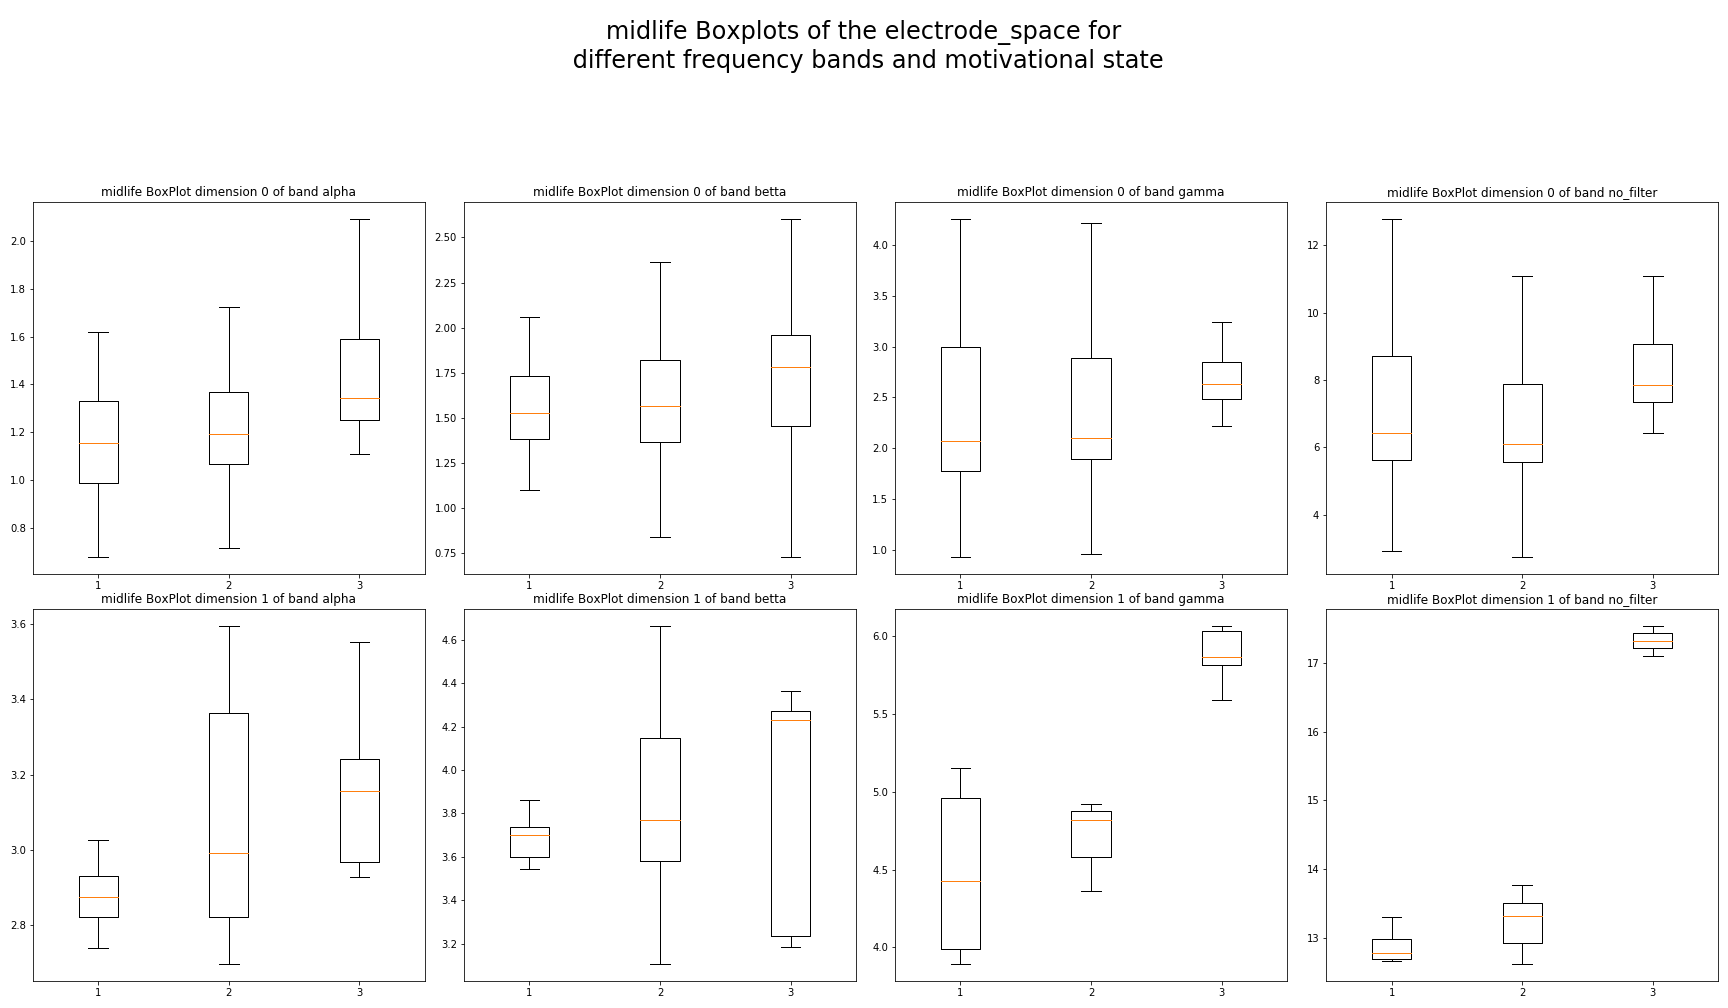 midlife Boxplots of the electrode_space for
different frequency bands and motivational state
midlife BoxPlot dimension 0 of band alpha
2.0
1.8
1.6
1.4
1.2
1.0
0.8
1 2 3
midlife BoxPlot dimension 0 of band betta
2.50
2.25
2.00
1.75
1.50
1.25
1.00
0.75
1 2 3
midlife BoxPlot dimension 0 of band gamma
4.0
3.5
3.0
2.5
2.0
1.5
1.0
1 2 3
midlife BoxPlot dimension 0 of band no_filter
12
10
8
6
4
1 2 3
midlife BoxPlot dimension 1 of band alpha
3.6
3.4
3.2
3.0
2.8
1 2 3
midlife BoxPlot dimension 1 of band betta
4.6
4.4
4.2
4.0
3.8
3.6
3.4
3.2
1 2 3
midlife BoxPlot dimension 1 of band gamma
6.0
5.5
5.0
4.5
4.0
1 2 3
midlife BoxPlot dimension 1 of band no_filter
17
16
15
14
13
1 2 3